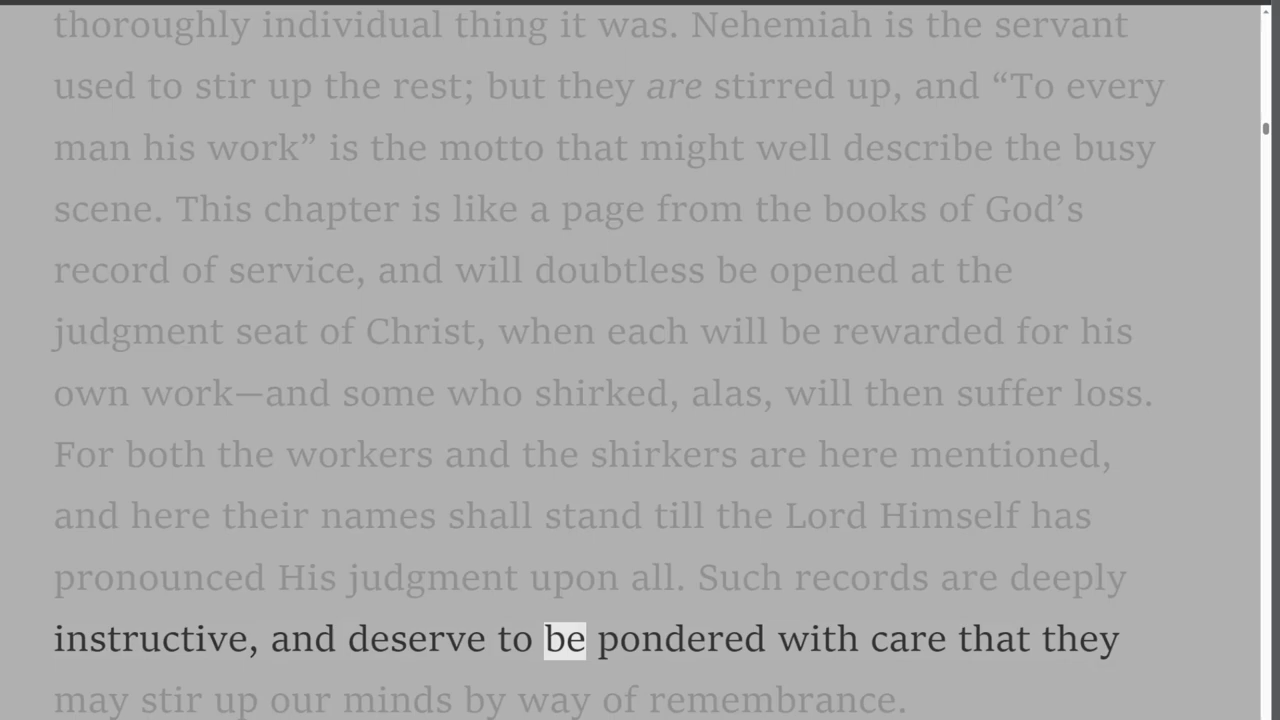 thoroughly individual thing it was. Nehemiah is the servant
used to stir up the rest; but they are stirred up, and “To every
man his work” is the motto that might well describe the busy
scene. This chapter is like a page from the books of God’s
record of service, and will doubtless be opened at the
judgment seat of Christ, when each will be rewarded for his
own work—and some who shirked, alas, will then suffer loss.
For both the workers and the shirkers are here mentioned,
and here their names shall stand till the Lord Himself has
pronounced His judgment upon all. Such records are deeply
instructive, and deserve to be pondered with care that they
may stir up our minds by way of remembrance.